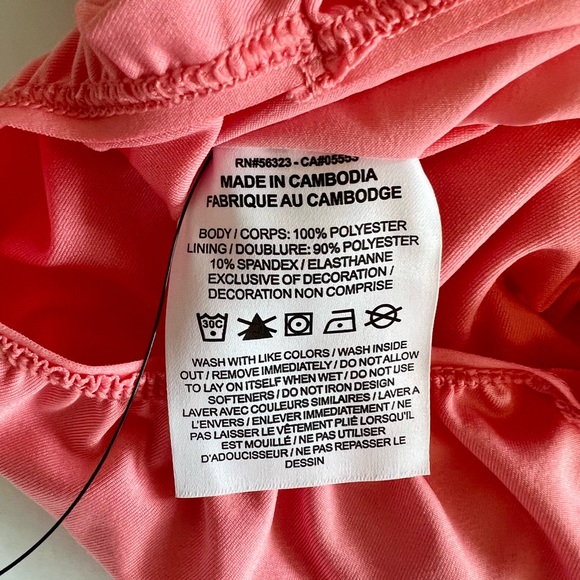 RN#56323 - CA#05553
MADE IN CAMBODIA
FABRIQUE AU CAMBODGE
BODY / CORPS: 100% POLYESTER
LINING / DOUBLURE: 90% POLYESTER
10% SPANDEX / ELASTHANNE
EXCLUSIVE OF DECORATION /
DECORATION NON COMPRISE
30C
WASH WITH LIKE COLORS / WASH INSIDE
OUT / REMOVE IMMEDIATELY / DO NOT ALLOW
TO LAY ON ITSELF WHEN WET / DO NOT USE
SOFTENERS / DO NOT IRON DESIGN
LAVER AVEC COULEURS SIMILAIRES / LAVER A
L'ENVERS / ENLEVER IMMEDIATEMENT / NE
PAS LAISSER LE VÊTEMENT PLIÉ LORSQU'IL
EST MOUILLÉ / NE PAS UTILISER
D'ADOUCISSEUR / NE PAS REPASSER LE
DESSIN